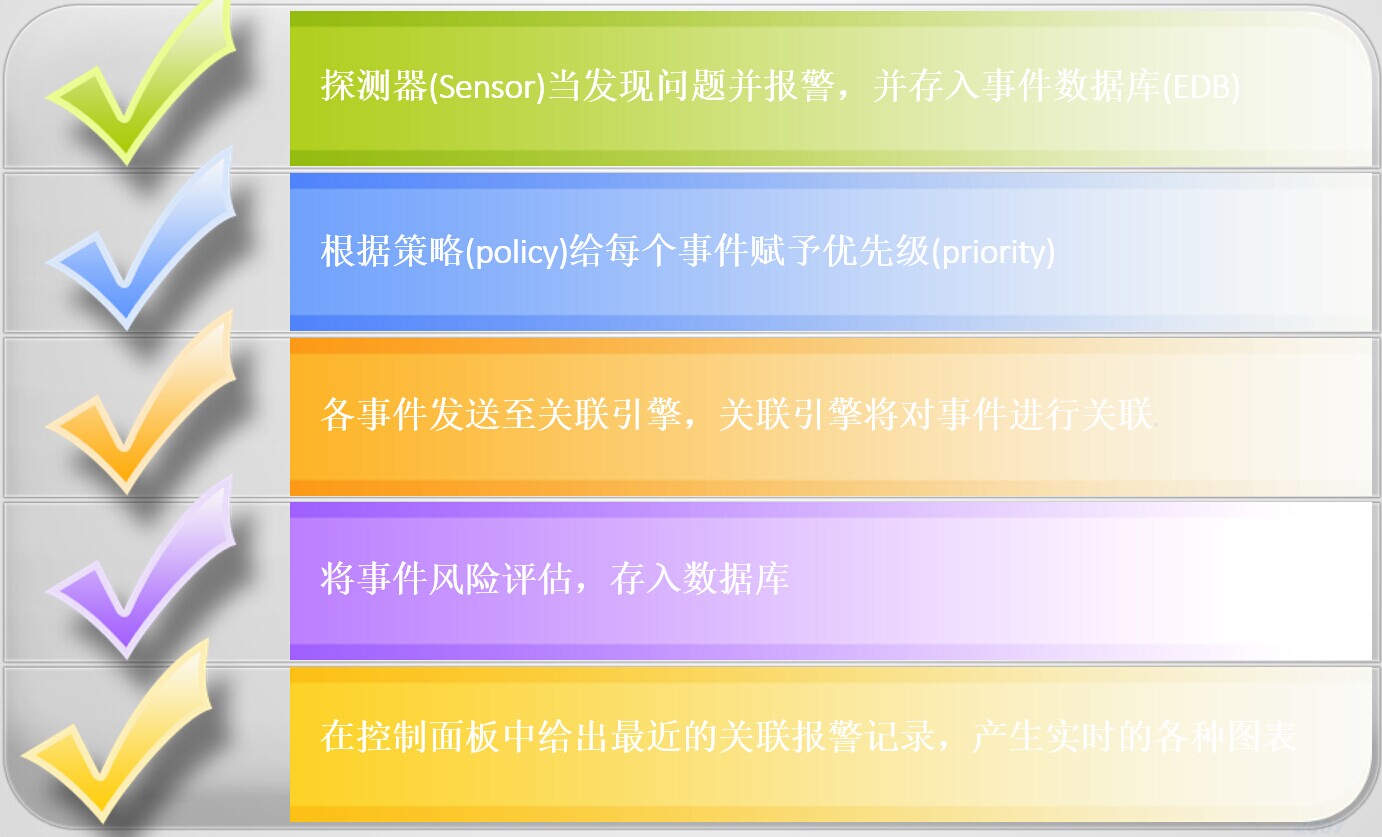 探测器(Sensor)当发现问题并报警，并存入事件数据库(EDB)
根据策略(policy)给每个事件赋予优先级(priority)
各事件发送至关联引擎，关联引擎将对事件进行关联.
将事件风险评估，存入数据库
在控制面板中给出最近的关联报警记录，产生实时的各种图表